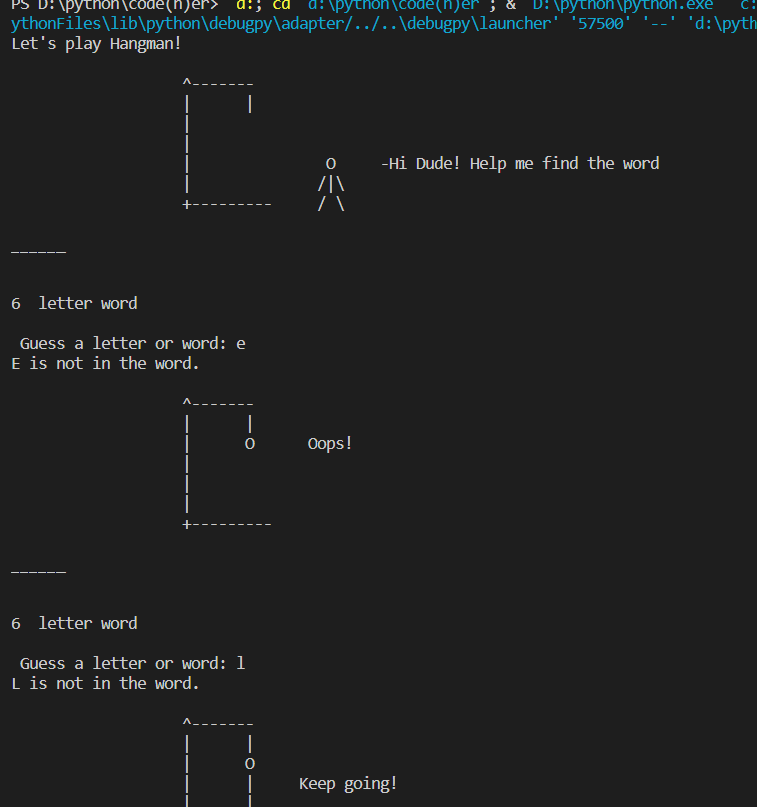 PS D:\python\code(n)er> d:; cd 'd:\python\code(n)er'; & 'D:\python\python.exe' 'c:
ythonFiles\lib\python\debugpy\adapter/../..\debugpy\launcher' '57500' '--' 'd:\pyth
Let's play Hangman!
^-------
|      |
|
|
|               O     -Hi Dude! Help me find the word
|              /|\
+---------     / \
______
6  letter word
Guess a letter or word: e
E is not in the word.
^-------
|      |
|      O      Oops!
|
|
|
+---------
______
6  letter word
Guess a letter or word: l
L is not in the word.
^-------
|      |
|      O
|      |     Keep going!
|      |